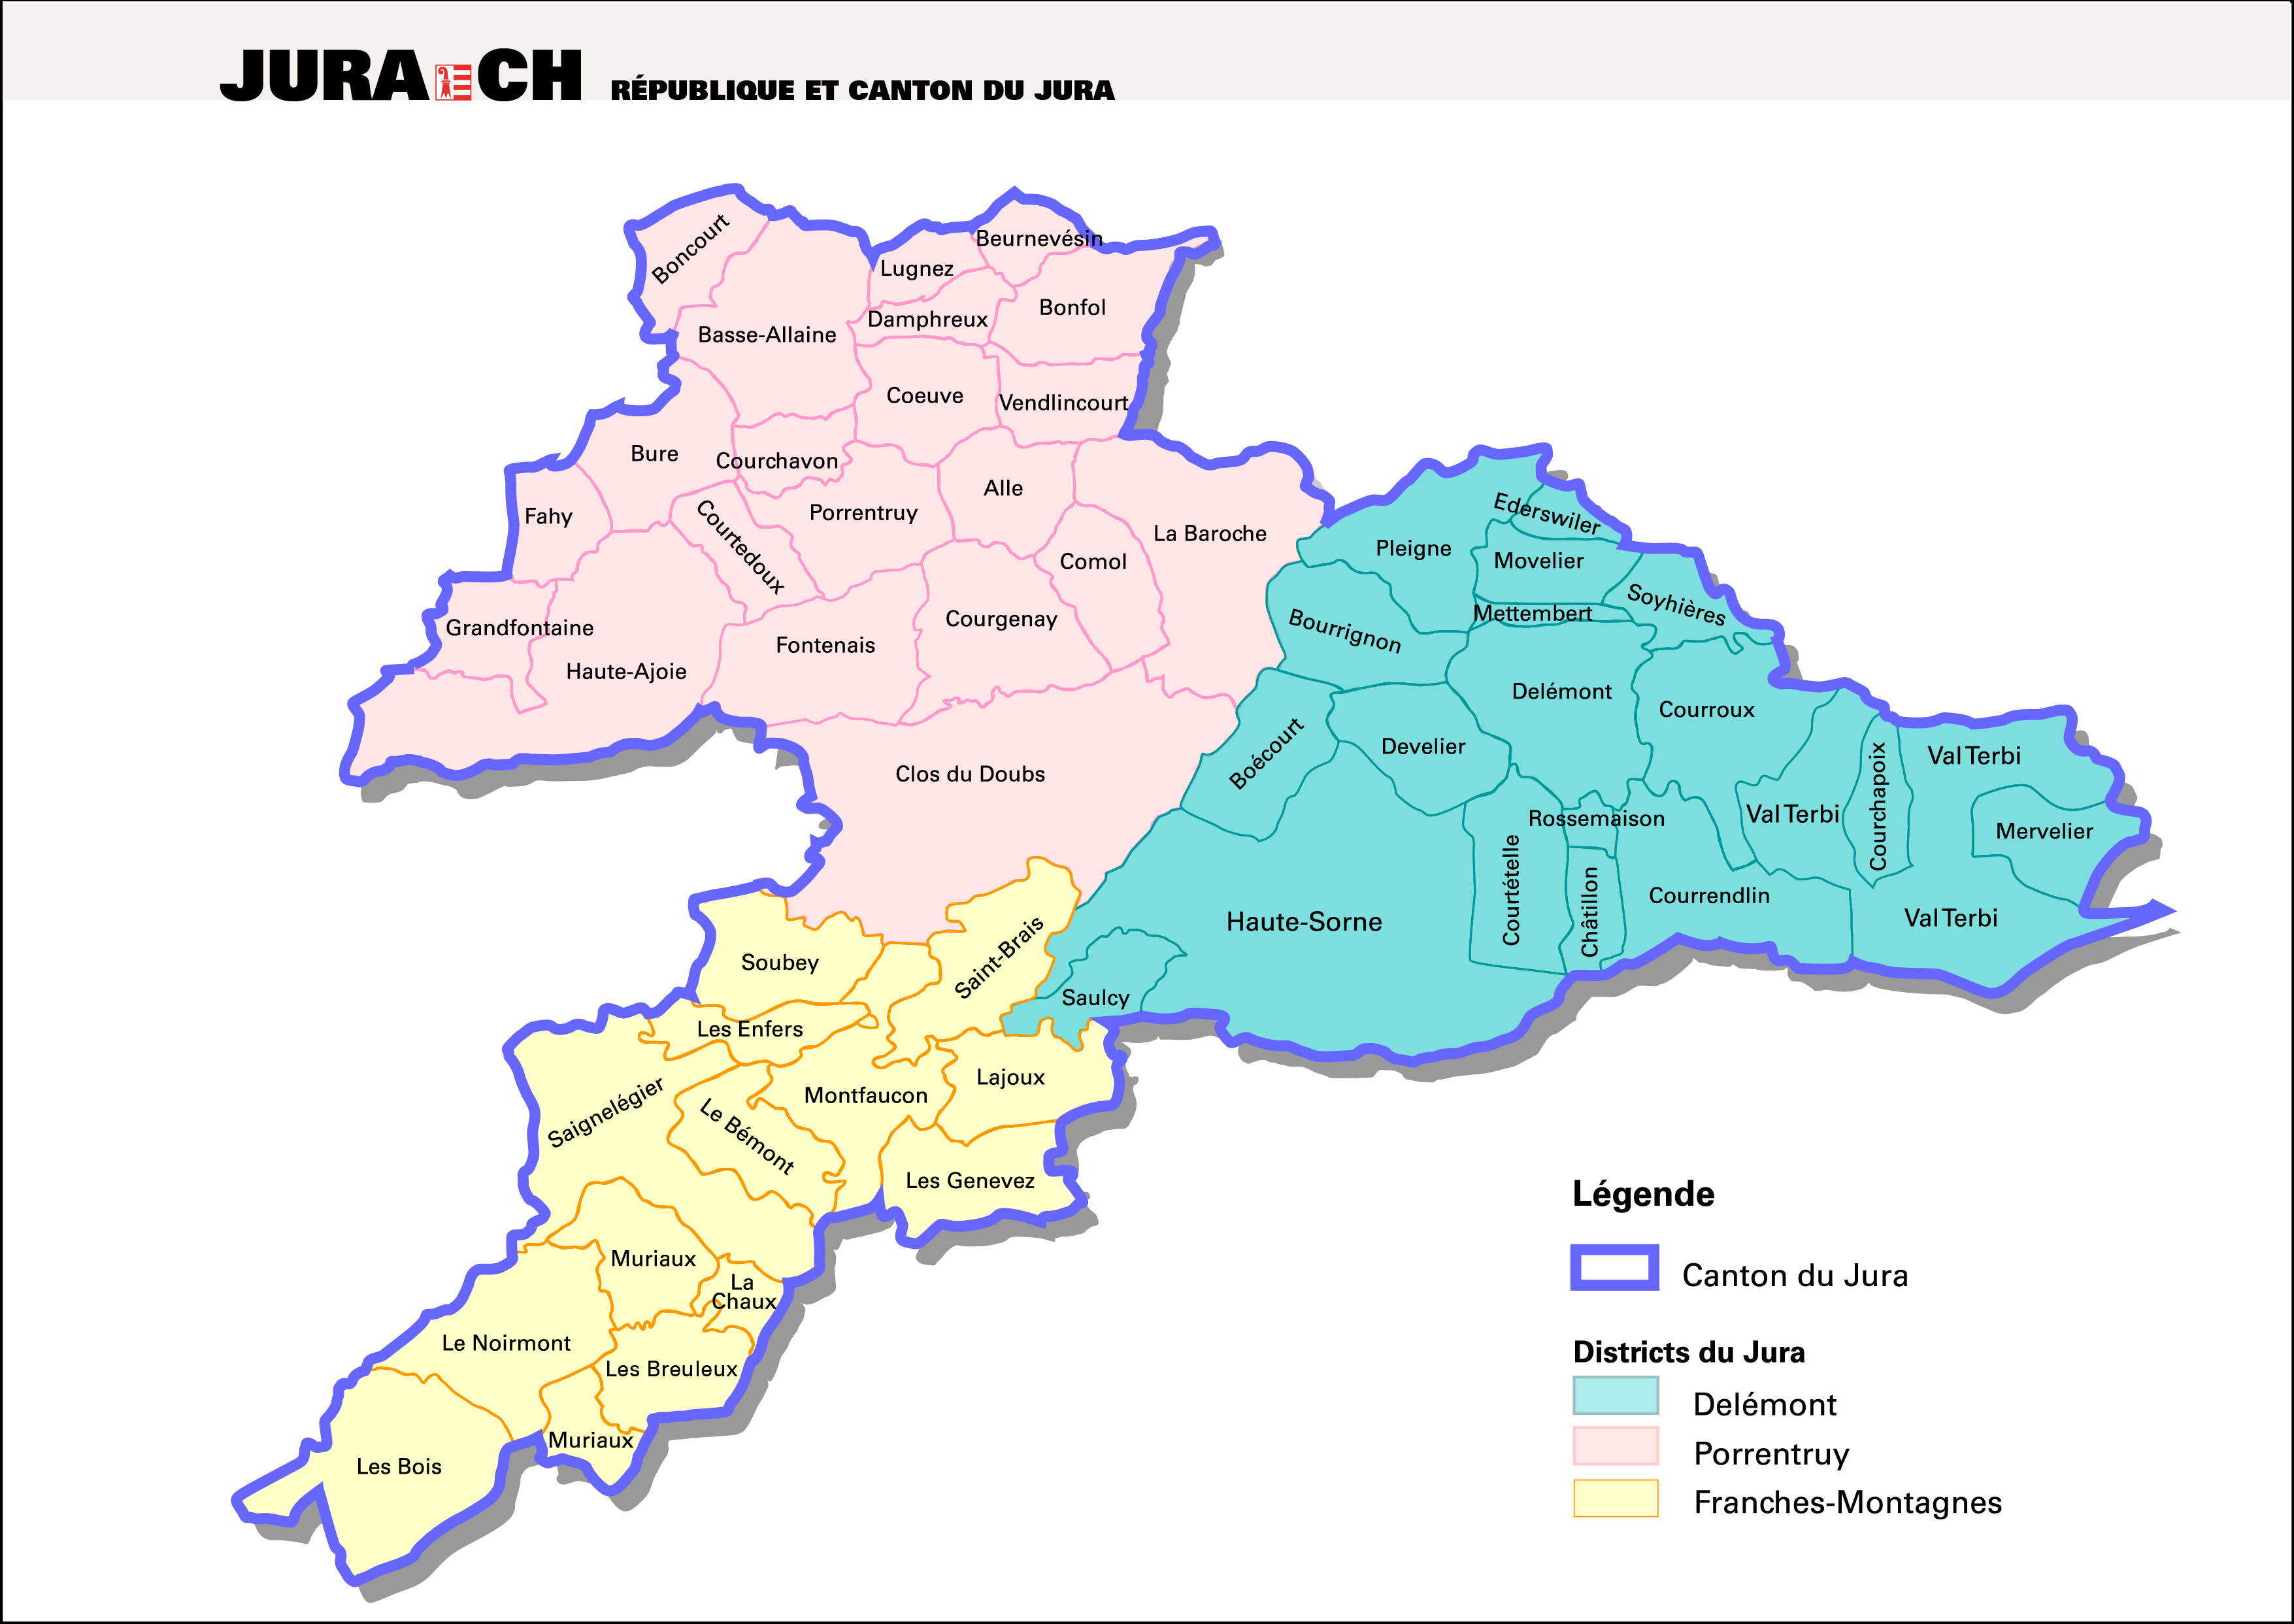 JURA CH RÉPUBLIQUE ET CANTON DU JURA
Boncourt
Beurnevésin
Lugnez
Bonfol
Damphreux
Basse-Allaine
Coeuve
Vendlincourt
Bure
Courchavon
Alle
Fahy
Porrentruy
Courtedoux
La Baroche
Comol
Grandfontaine
Courgenay
Fontenais
Haute-Ajoie
Clos du Doubs
Ederswiler
Pleigne
Movelier
Soyhières
Mettembert
Bourrignon
Delémont
Courroux
Develier
Boécourt
Val Terbi
Courchapoix
Val Terbi
Rossemaison
Mervelier
Courtételle
Châtillon
Courrendlin
Haute-Sorne
Val Terbi
Saulcy
Saint-Brais
Soubey
Les Enfers
Lajoux
Montfaucon
Saignelégier
Le Bémont
Les Genevez
Muriaux
La
Chaux
Le Noirmont
Les Breuleux
Muriaux
Les Bois
Légende
Canton du Jura
Districts du Jura
Delémont
Porrentruy
Franches-Montagnes